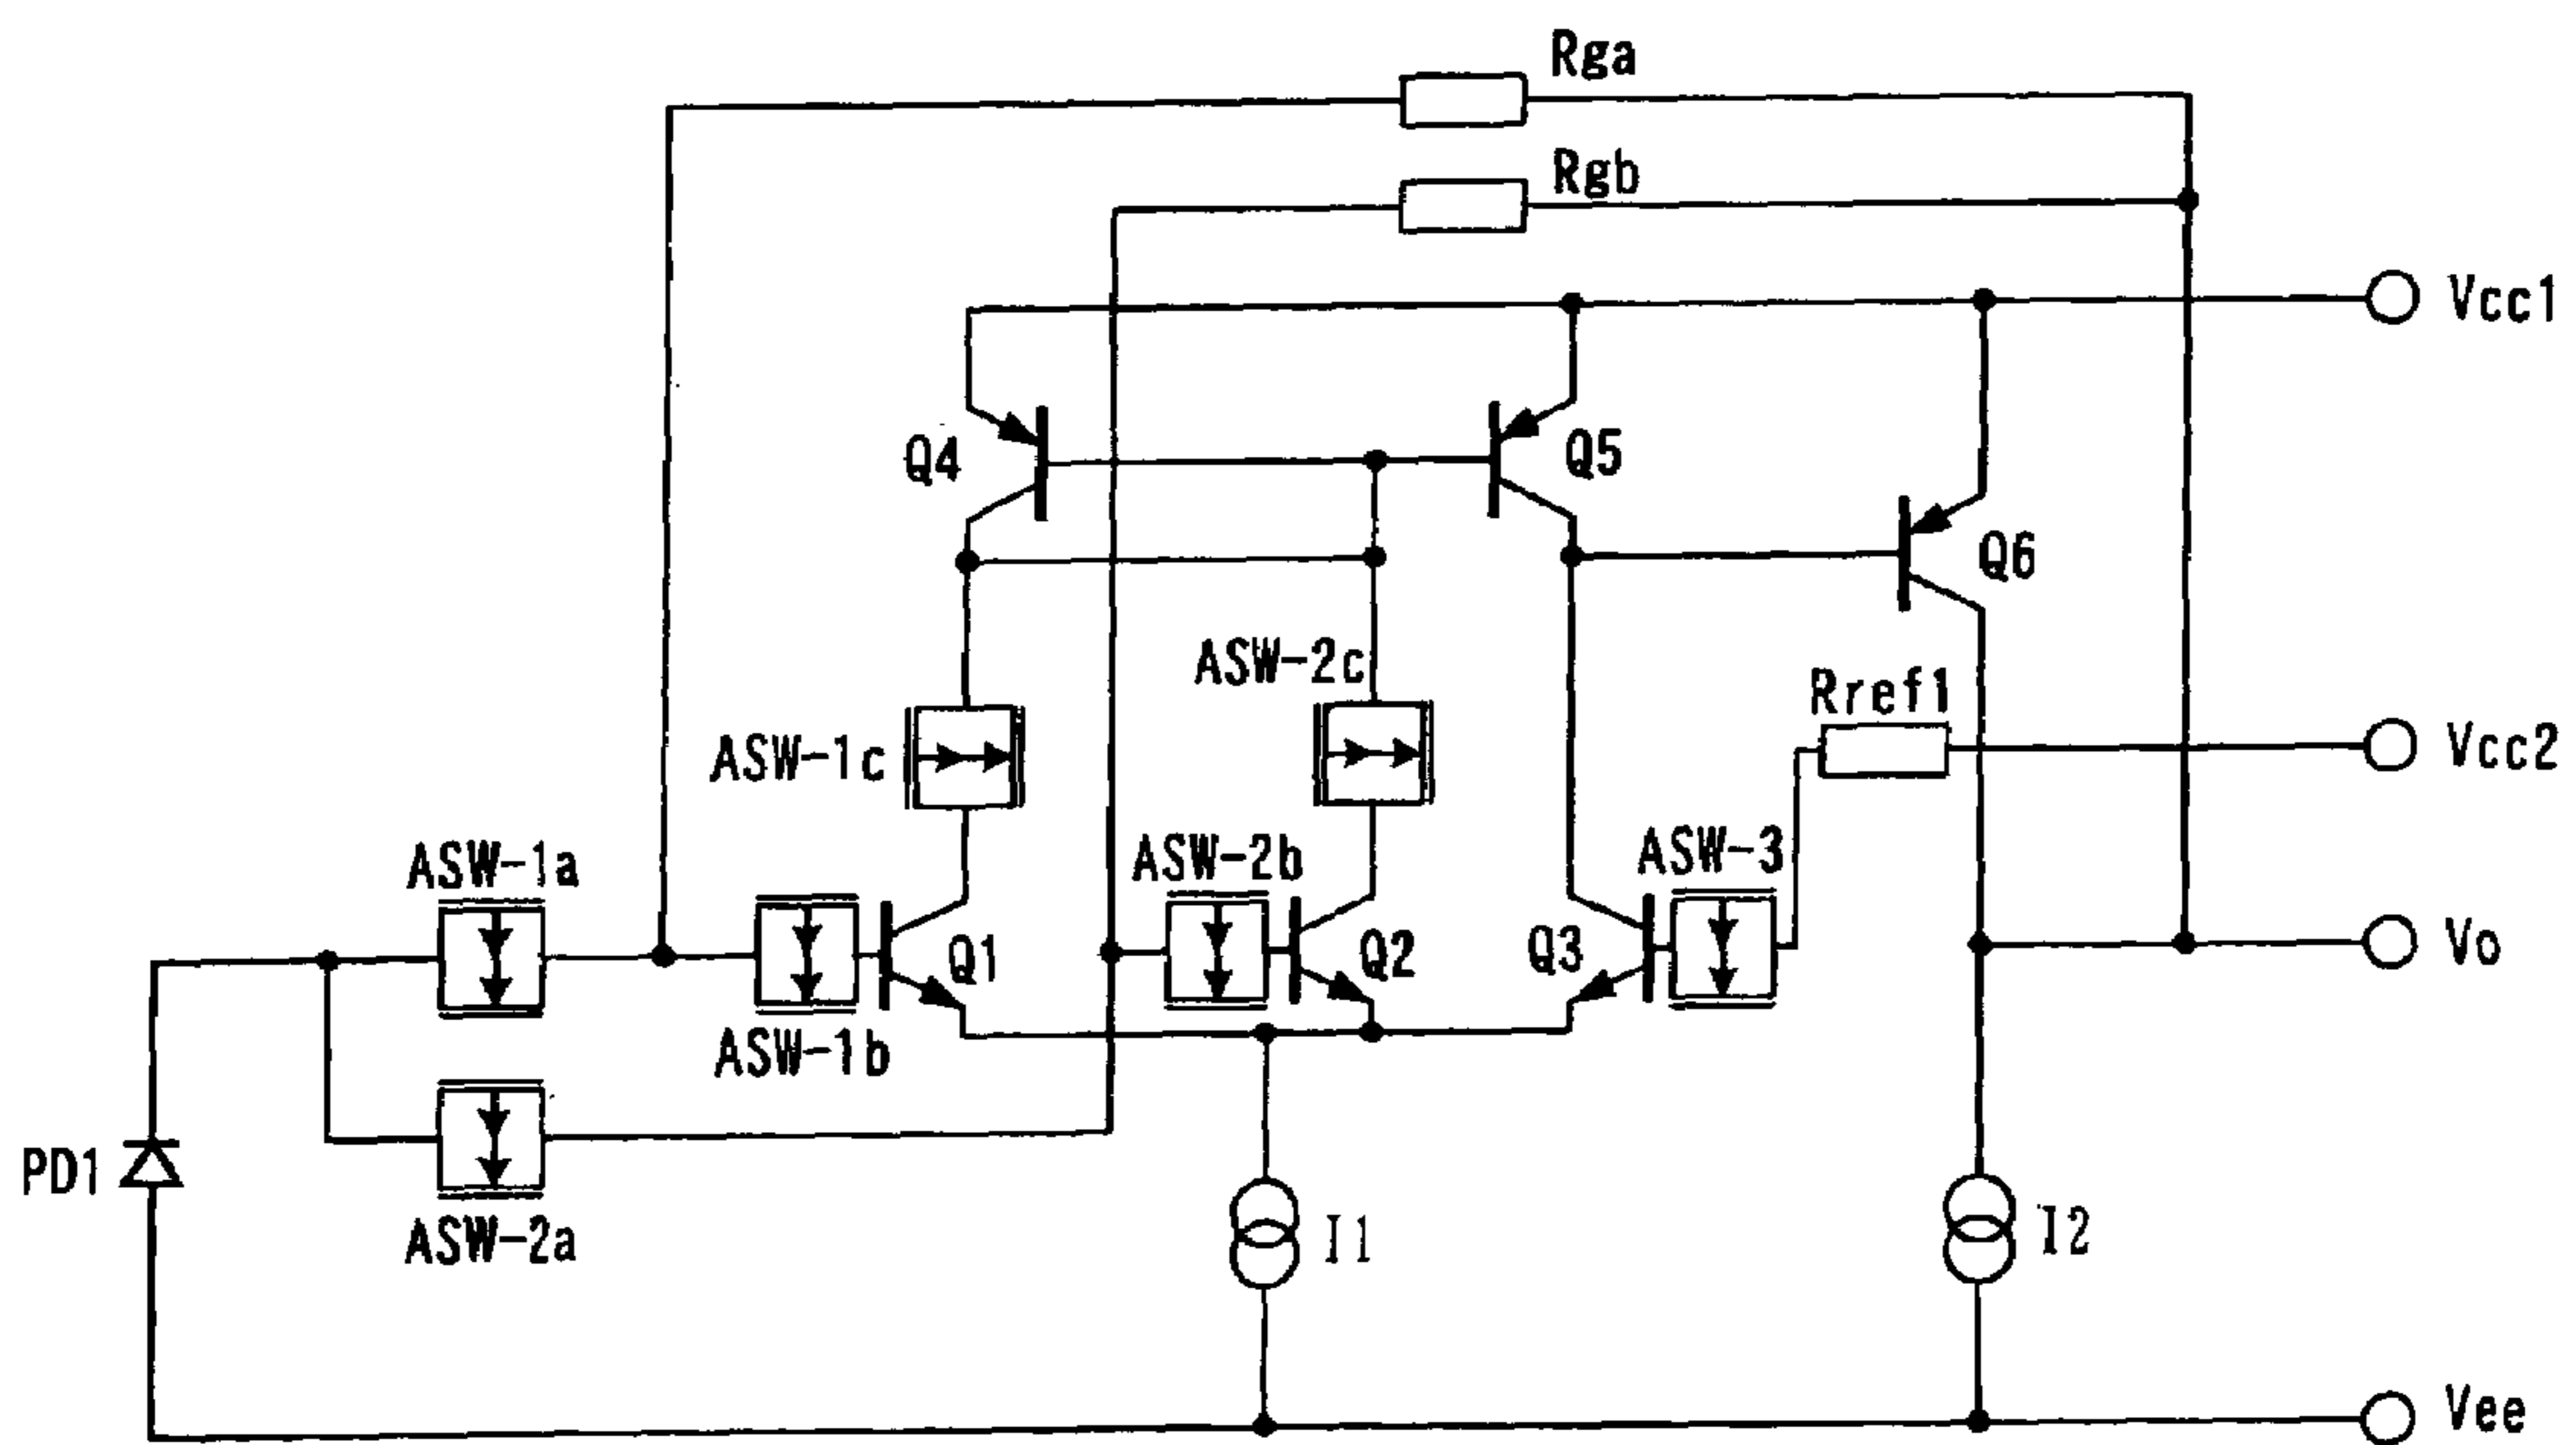 Rga
Rgb
Vcc1
Q4
Q5
Q6
ASW-2c
Rref1
ASW-1c
Vcc2
ASW-1a
ASW-2b
ASW-3
Q1
Q2
Q3
Vo
ASW-1b
PD1
ASW-2a
I1
I2
Vee